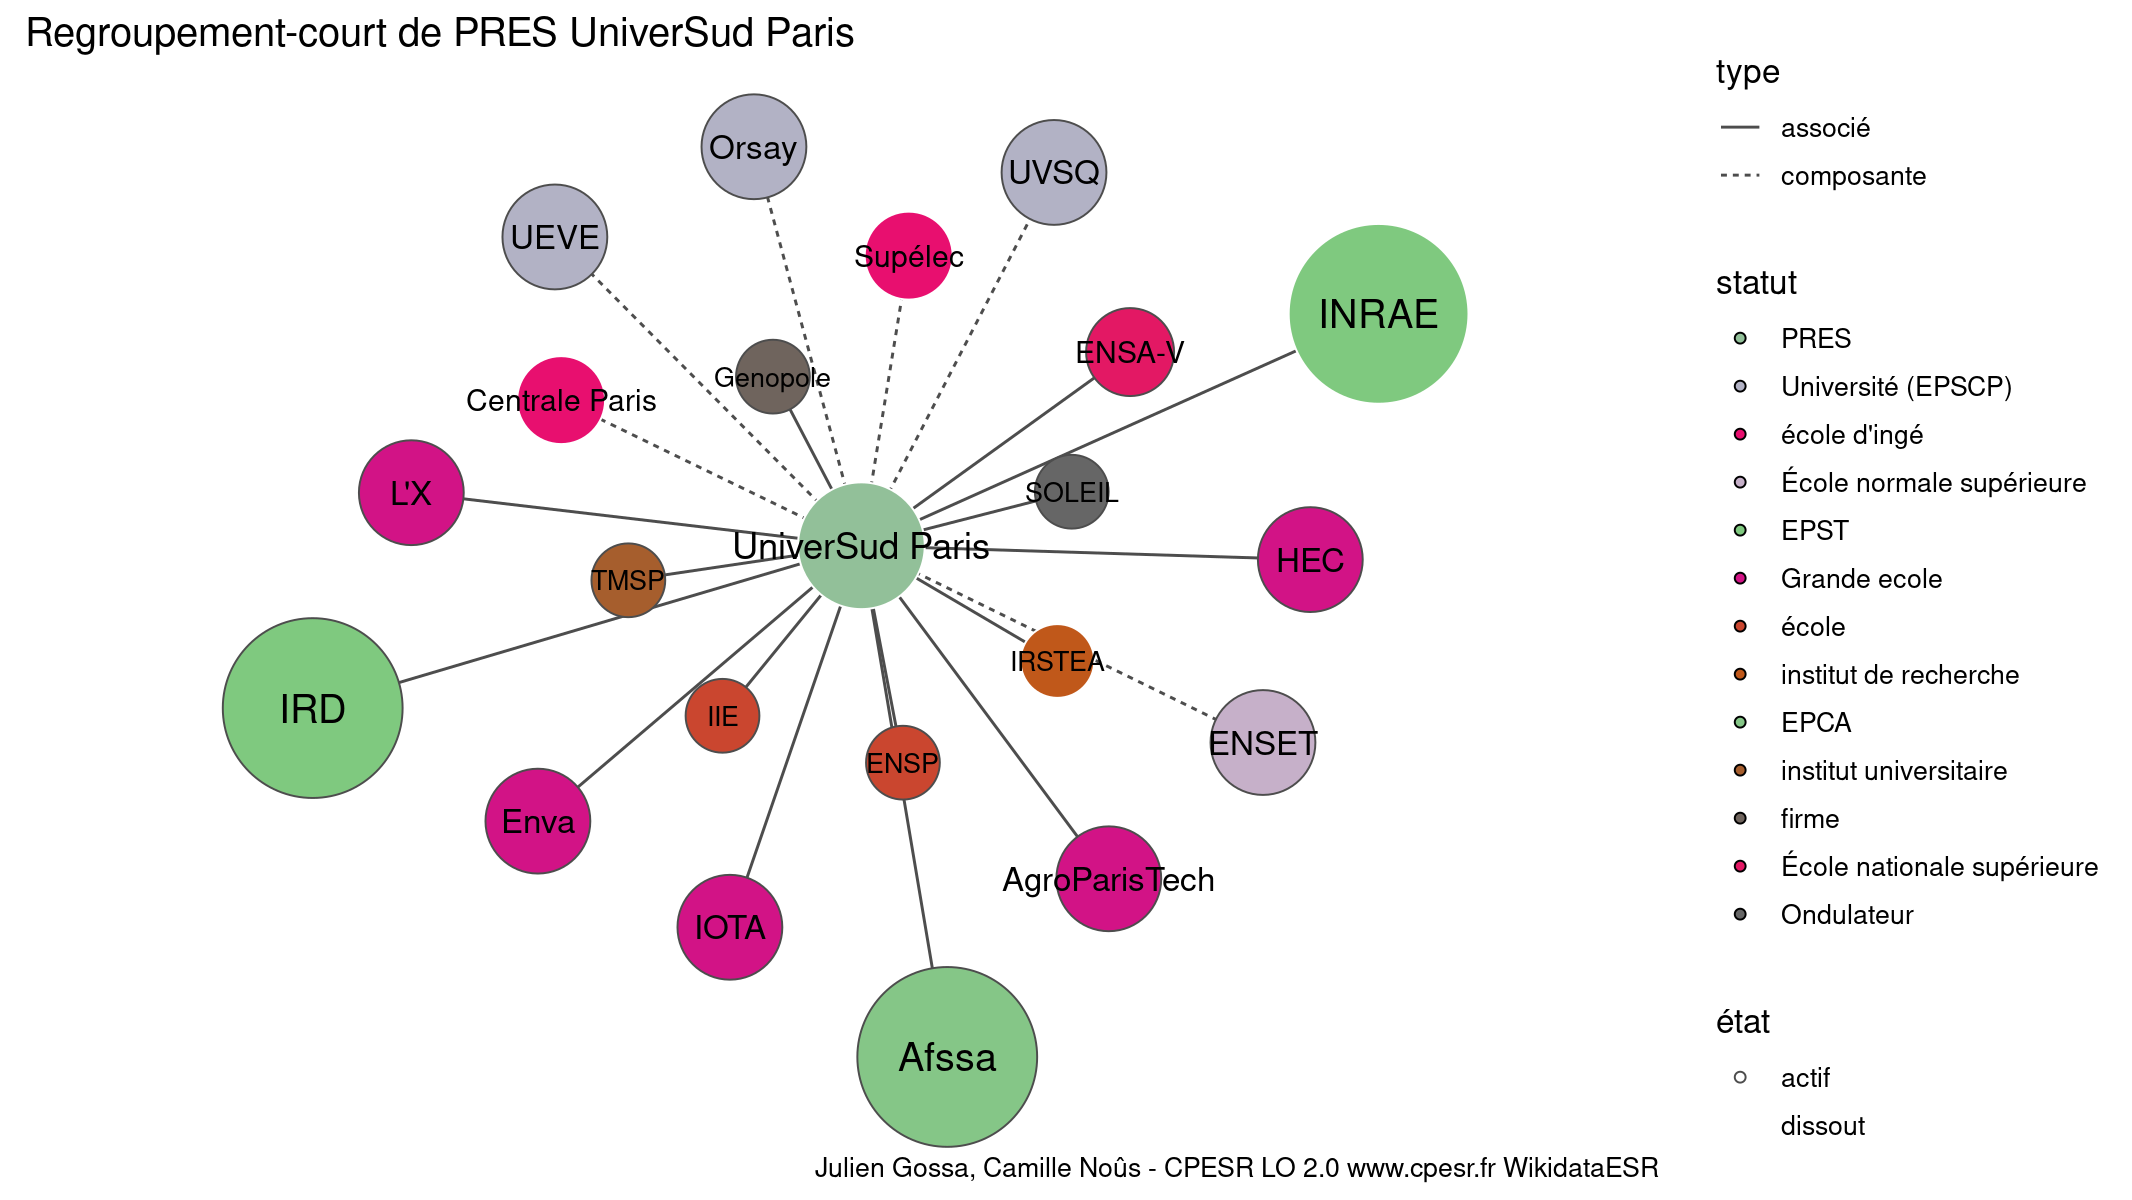 Regroupement-court de PRES UniverSud Paris
Orsay
UVSQ
UEVE
Supélec
INRAE
ENSA-V
Genopole
Centrale Paris
L'X
SOLEIL
UniverSud Paris
HEC
TMSP
IRSTEA
IRD
IIE
ENSET
ENSP
Enva
AgroParisTech
IOTA
Afssa
type
associé
composante
statut
PRES
Université (EPSCP)
école d'ingé
École normale supérieure
EPST
Grande ecole
école
institut de recherche
EPCA
institut universitaire
firme
École nationale supérieure
Ondulateur
état
actif
dissout
Julien Gossa, Camille Noûs - CPESR LO 2.0 www.cpesr.fr WikidataESR